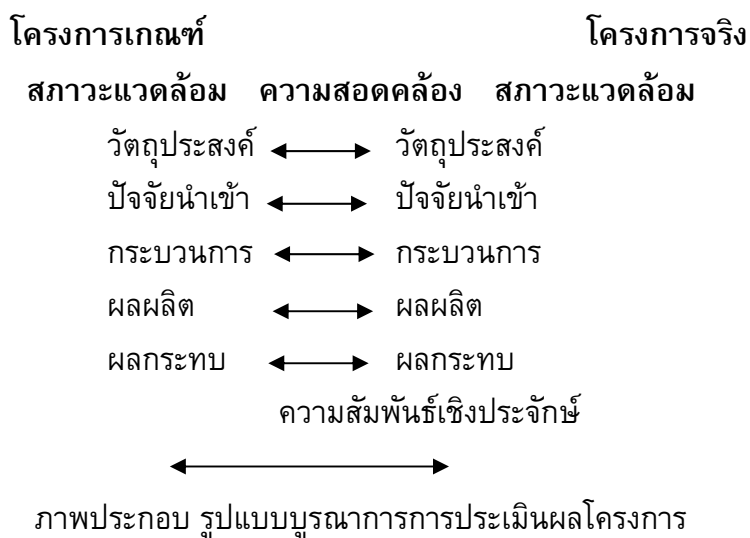 โครงการเกณฑ์ โครงการจริง
สภาวะแวดล้อม ความสอดคล้อง สภาวะแวดล้อม
วัตถุประสงค์ วัตถุประสงค์
ปัจจัยนำเข้า ปัจจัยนำเข้า
กระบวนการ กระบวนการ
ผลผลิต ผลผลิต
ผลกระทบ ผลกระทบ
ความสัมพันธ์เชิงประจักษ์
ภาพประกอบ รูปแบบบูรณาการการประเมินผลโครงการ